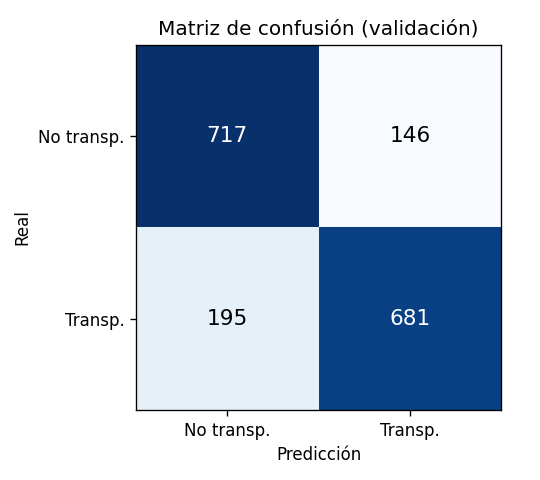 Matriz de confusión (validación)
No transp.
717
146
Real
Transp.
195
681
No transp.
Transp.
Predicción